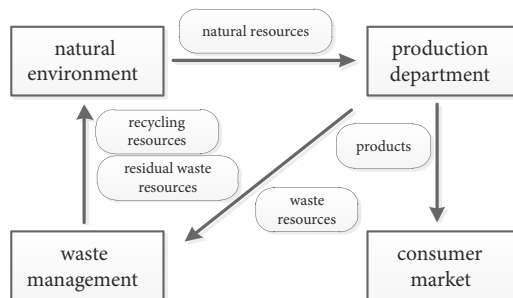 natural
environment
natural resources
production
department
recycling
resources
residual waste
resources
products
waste
resources
waste
management
consumer
market